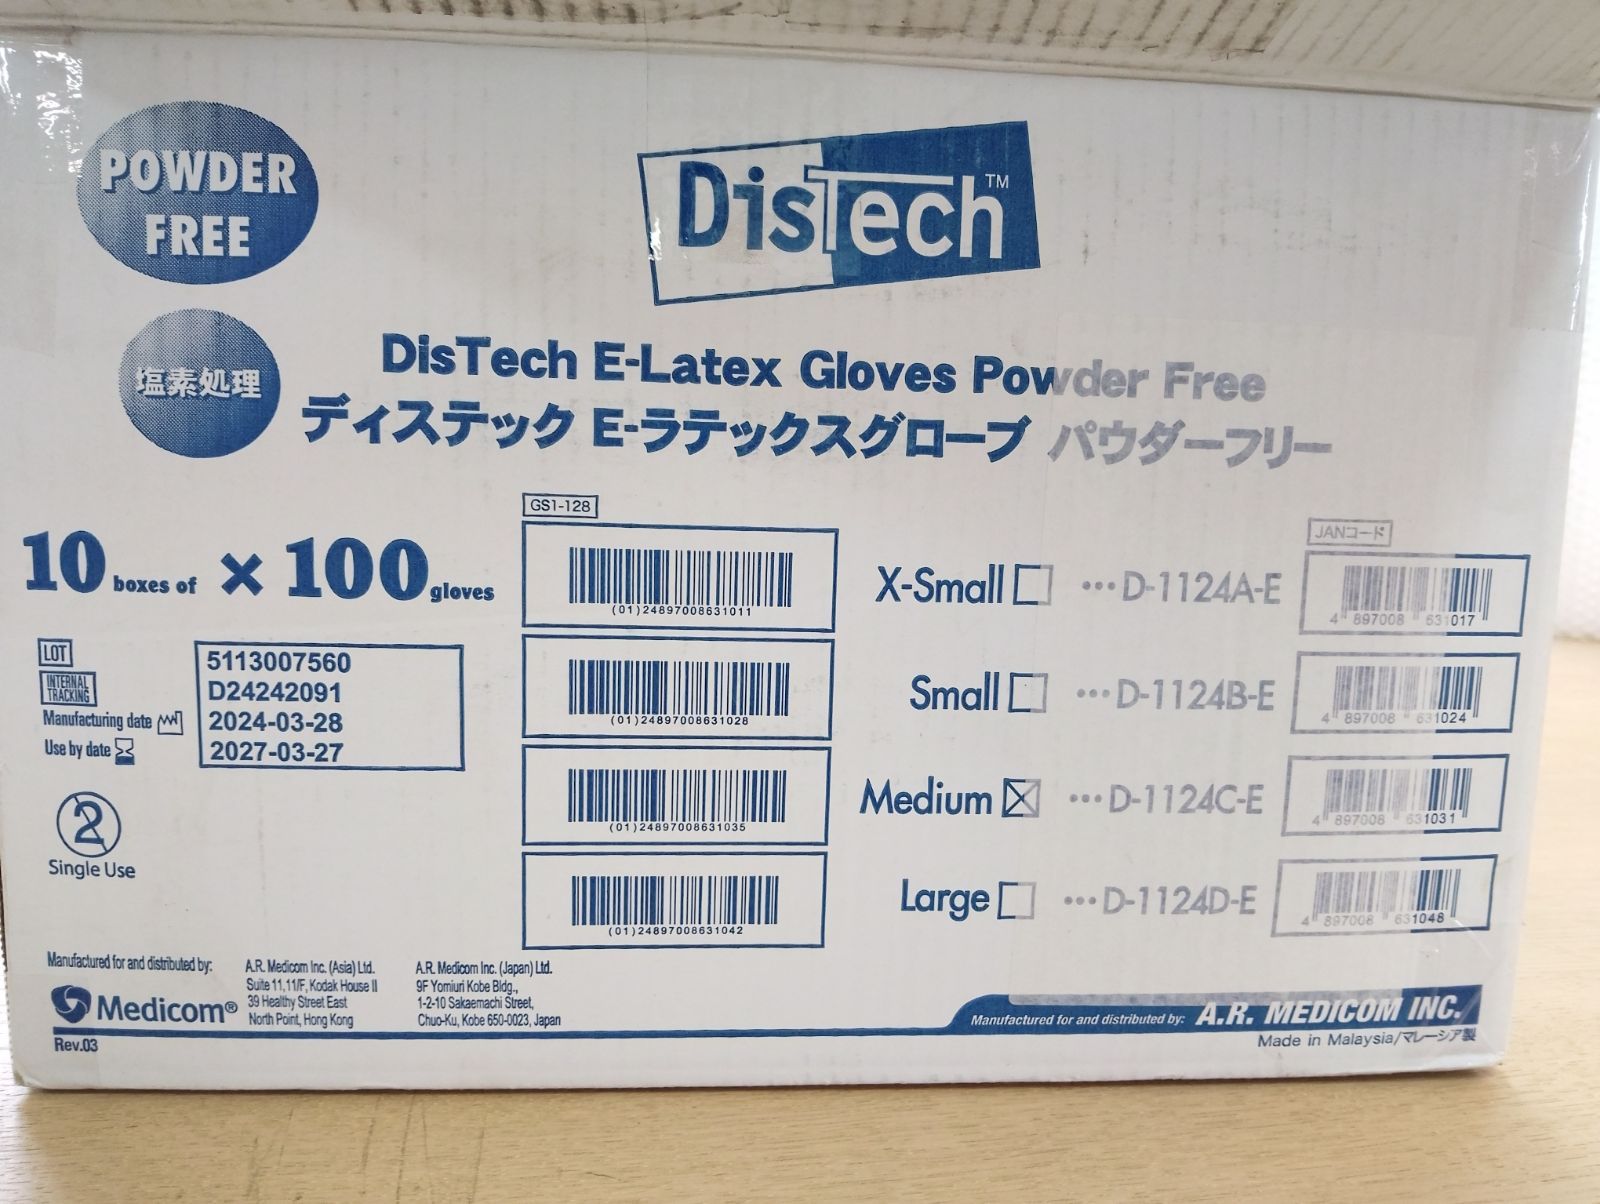 POWDER
FREE
DisTech™
塩素処理
DisTech E-Latex Gloves Powder Free
ディステック E-ラテックスグローブ パウダーフリー
10 boxes of × 100 gloves
GS1-128
(01)24897008631011
(01)24897008631028
(01)24897008631035
(01)24897008631042
JANコード
X-Small ···D-1124A-E
4 897008 631017
Small ···D-1124B-E
4 897008 631024
Medium ···D-1124C-E
4 897008 631031
Large ···D-1124D-E
4 897008 631048
LOT 5113007560
INTERNAL TRACKING D24242091
Manufacturing date 2024-03-28
Use by date 2027-03-27
2
Single Use
Manufactured for and distributed by:
Medicom®
A.R. Medicom Inc. (Asia) Ltd.
Suite 11,11/F, Kodak House II
39 Healthy Street East
North Point, Hong Kong
A.R. Medicom Inc. (Japan) Ltd.
9F Yomiuri Kobe Bldg.,
1-2-10 Sakaemachi Street,
Chuo-Ku, Kobe 650-0023, Japan
Manufactured for and distributed by: A.R. MEDICOM INC.
Made in Malaysia/マレーシア製
Rev.03